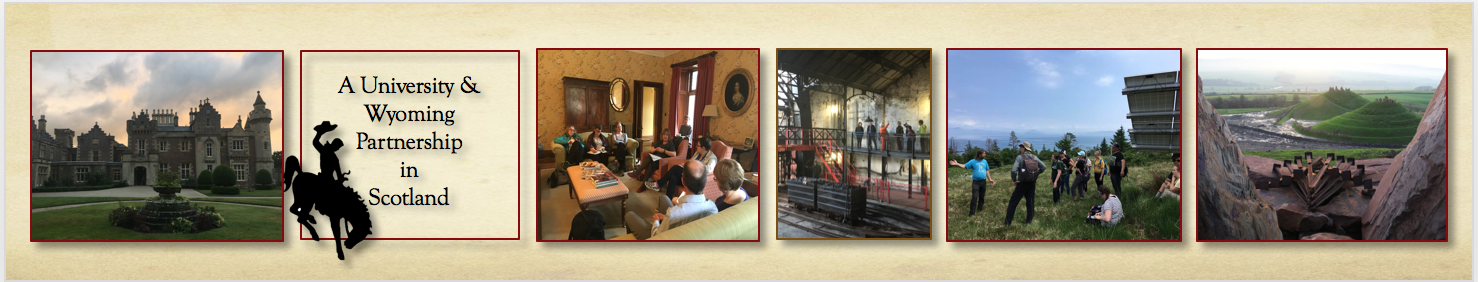 A University &
Wyoming
Partnership
in
Scotland